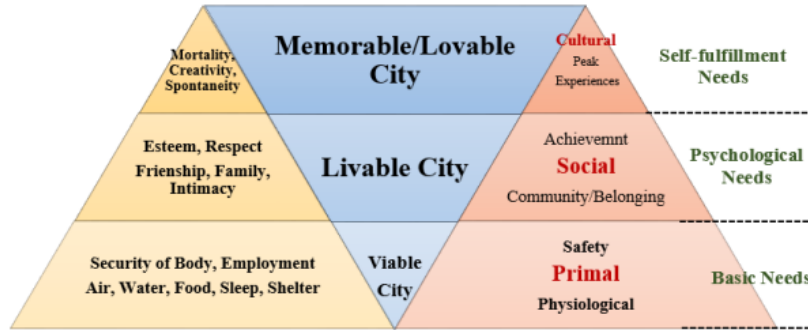 Mortality,
Creativity,
Spontaneity
Memorable/Lovable
City
Cultural
Peak
Experiences
Self-fulfillment
Needs
Esteem, Respect
Frienship, Family,
Intimacy
Livable City
Achievemnt
Social
Community/Belonging
Psychological
Needs
Security of Body, Employment
Air, Water, Food, Sleep, Shelter
Viable
City
Safety
Primal
Physiological
Basic Needs